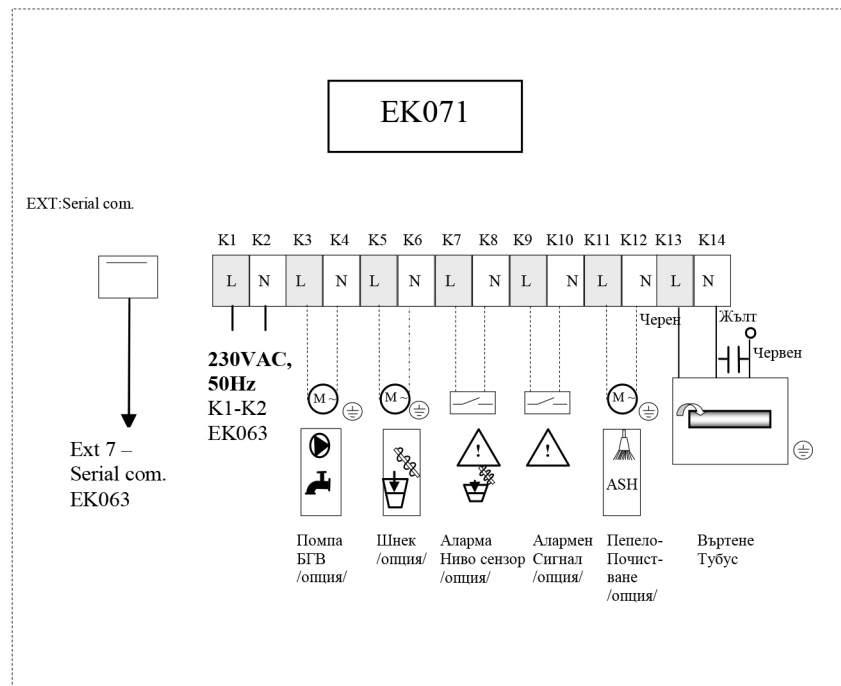 EK071
EXT:Serial com.
K1 K2 K3 K4 K5 K6 K7 K8 K9 K10 K11 K12 K13 K14
L N L N L N L N L N L N L N
Черен
Жълт
Червен
230VAC,
50Hz
K1-K2
EK063
M~
M~
M~
Ext 7 –
Serial com.
EK063
!
!
ASH
Помпа
БГВ
/опция/
Шнек
/опция/
Аларма
Ниво сензор
/опция/
Алармен
Сигнал
/опция/
Пепело-
Почист-
ване
/опция/
Въртене
Тубус